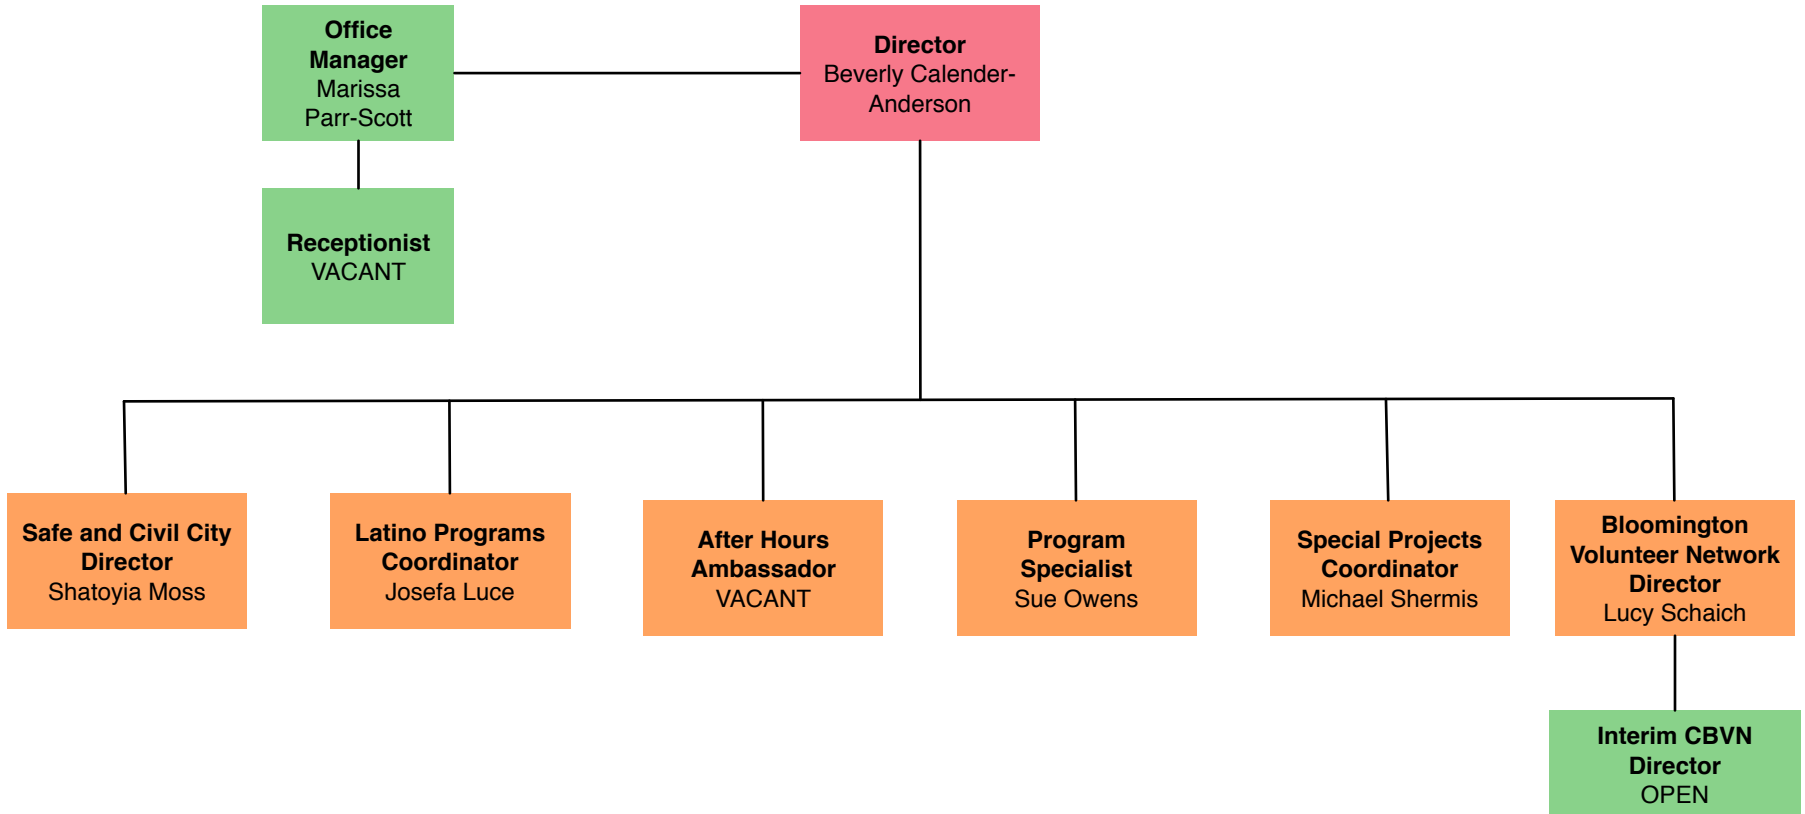 Office
Manager
Marissa
Parr-Scott
Director
Beverly Calender-
Anderson
Receptionist
VACANT
Safe and Civil City
Director
Shatoyia Moss
Latino Programs
Coordinator
Josefa Luce
After Hours
Ambassador
VACANT
Program
Specialist
Sue Owens
Special Projects
Coordinator
Michael Shermis
Bloomington
Volunteer Network
Director
Lucy Schaich
Interim CBVN
Director
OPEN